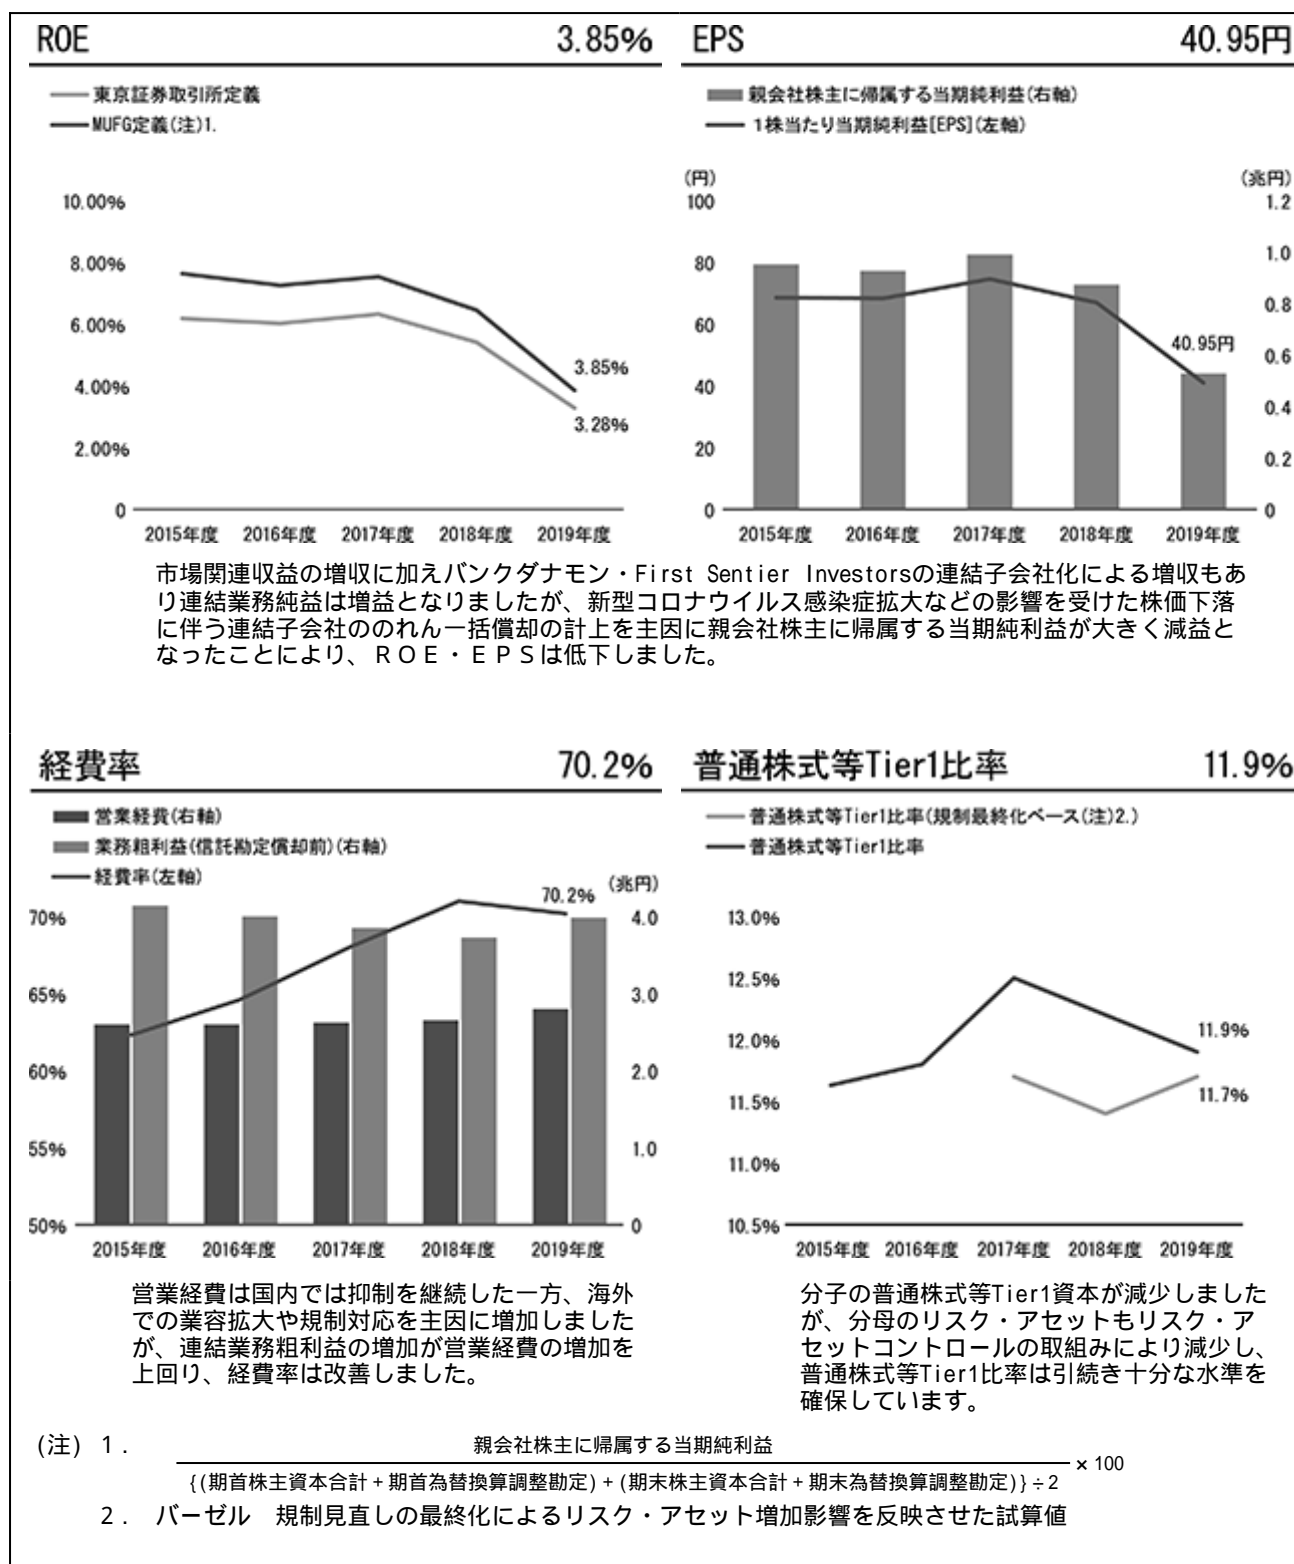 ROE 3.85%
東京証券取引所定義
MUFG定義(注)1.
10.00%
8.00%
6.00%
4.00%
2.00%
0
3.85%
3.28%
2015年度 2016年度 2017年度 2018年度 2019年度
EPS 40.95円
親会社株主に帰属する当期純利益(右軸)
1株当たり当期純利益[EPS](左軸)
(円) (兆円)
100 1.2
80 1.0
60 0.8
40 0.6
20 0.4
0 0.2
0
40.95円
2015年度 2016年度 2017年度 2018年度 2019年度
市場関連収益の増収に加えバンクダナモン・First Sentier Investorsの連結子会社化による増収もあ
り連結業務純益は増益となりましたが、新型コロナウイルス感染症拡大などの影響を受けた株価下落
に伴う連結子会社ののれん一括償却の計上を主因に親会社株主に帰属する当期純利益が大きく減益と
なったことにより、ROE・EPSは低下しました。
経費率 70.2%
営業経費(右軸)
業務粗利益(信託勘定償却前)(右軸)
経費率(左軸)
(兆円)
70% 4.0
65% 3.0
60% 2.0
55% 1.0
50% 0
70.2%
2015年度 2016年度 2017年度 2018年度 2019年度
営業経費は国内では抑制を継続した一方、海外
での業容拡大や規制対応を主因に増加しました
が、連結業務粗利益の増加が営業経費の増加を
上回り、経費率は改善しました。
普通株式等Tier1比率 11.9%
普通株式等Tier1比率(規制最終化ベース(注)2.)
普通株式等Tier1比率
13.0%
12.5%
12.0%
11.5%
11.0%
10.5%
11.9%
11.7%
2015年度 2016年度 2017年度 2018年度 2019年度
分子の普通株式等Tier1資本が減少しました
が、分母のリスク・アセットもリスク・ア
セットコントロールの取組みにより減少し、
普通株式等Tier1比率は引続き十分な水準を
確保しています。
(注) 1. 親会社株主に帰属する当期純利益
{(期首株主資本合計+期首為替換算調整勘定)+(期末株主資本合計+期末為替換算調整勘定)}÷2
×100
2. バーゼル 規制見直しの最終化によるリスク・アセット増加影響を反映させた試算値